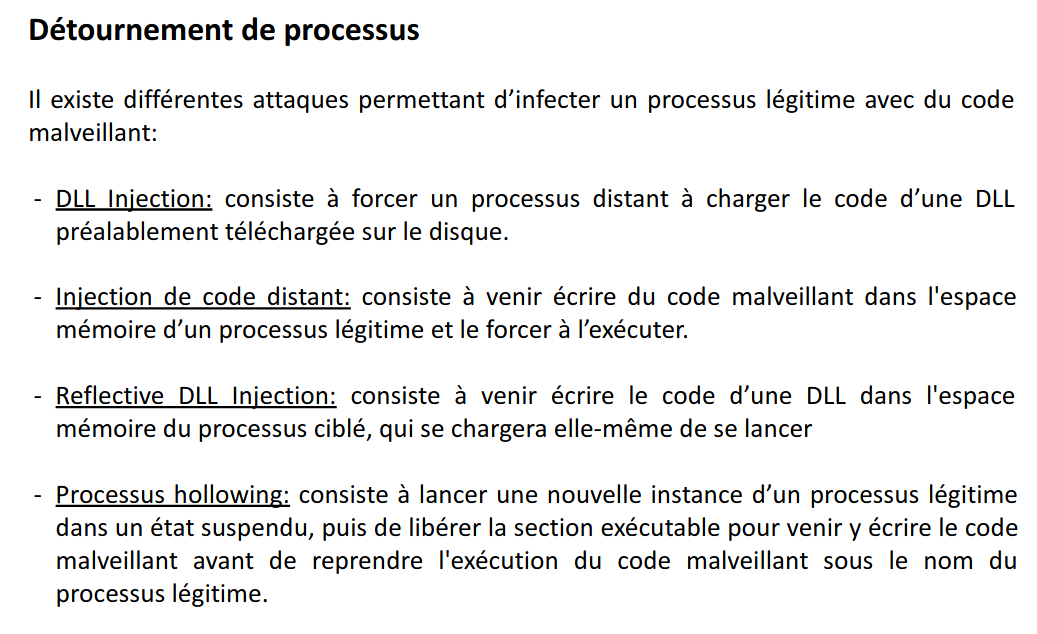 Détournement de processus
Il existe différentes attaques permettant d’infecter un processus légitime avec du code
malveillant:
- DLL Injection: consiste à forcer un processus distant à charger le code d’une DLL
préalablement téléchargée sur le disque.
- Injection de code distant: consiste à venir écrire du code malveillant dans l'espace
mémoire d’un processus légitime et le forcer à l’exécuter.
- Reflective DLL Injection: consiste à venir écrire le code d’une DLL dans l'espace
mémoire du processus ciblé, qui se chargera elle-même de se lancer
- Processus hollowing: consiste à lancer une nouvelle instance d’un processus légitime
dans un état suspendu, puis de libérer la section exécutable pour venir y écrire le code
malveillant avant de reprendre l'exécution du code malveillant sous le nom du
processus légitime.